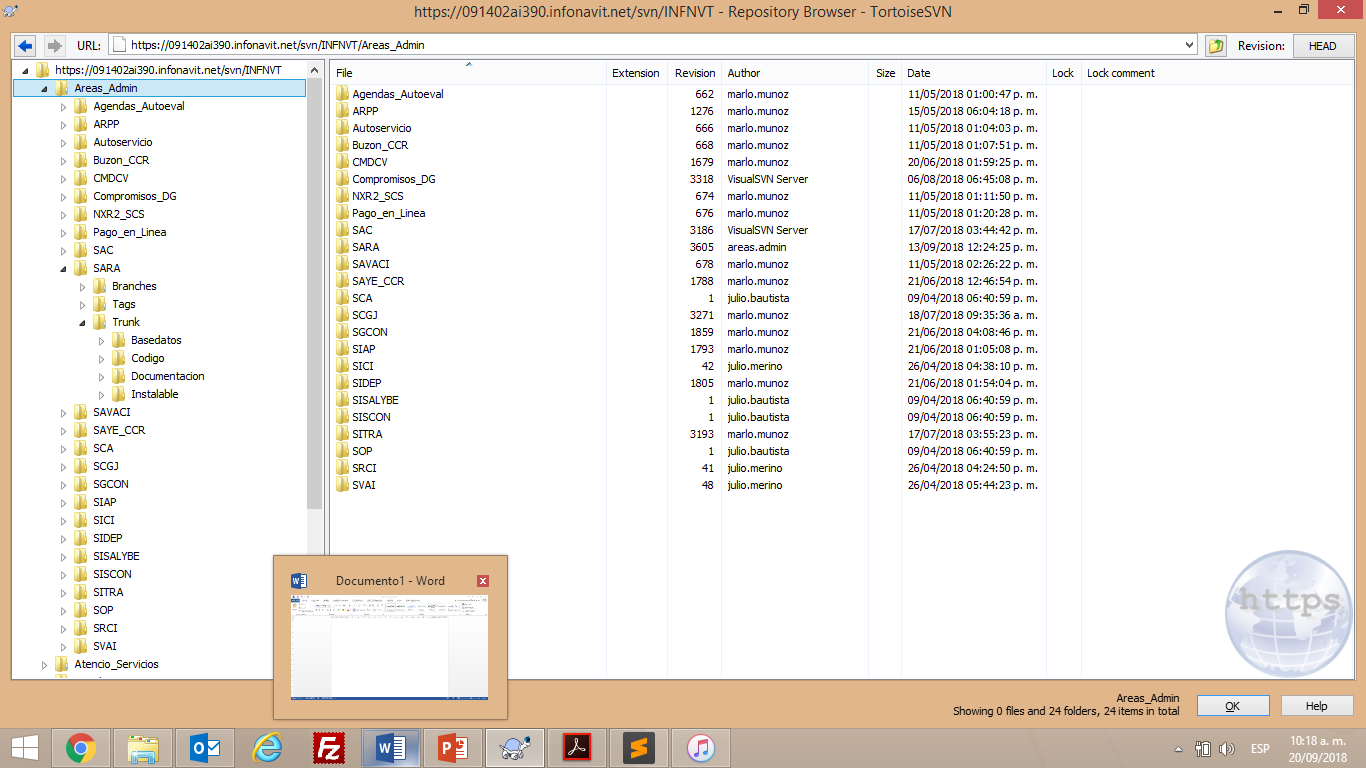 https://091402ai390.infonavit.net/svn/INFNVT - Repository Browser - TortoiseSVN
URL: https://091402ai390.infonavit.net/svn/INFNVT/Areas_Admin Revision: HEAD
https://091402ai390.infonavit.net/svn/INFNVT
Areas_Admin
Agendas_Autoeval
ARPP
Autoservicio
Buzon_CCR
CMDCV
Compromisos_DG
NXR2_SCS
Pago_en_Linea
SAC
SARA
Branches
Tags
Trunk
Basedatos
Codigo
Documentacion
Instalable
SAVACI
SAYE_CCR
SCA
SCGJ
SGCON
SIAP
SICI
SIDEP
SISALYBE
SISCON
SITRA
SOP
SRCI
SVAI
Atencio_Servicios
File Extension Revision Author Size Date Lock Lock comment
Agendas_Autoeval 662 marlo.munoz 11/05/2018 01:00:47 p. m.
ARPP 1276 marlo.munoz 15/05/2018 06:04:18 p. m.
Autoservicio 666 marlo.munoz 11/05/2018 01:04:03 p. m.
Buzon_CCR 668 marlo.munoz 11/05/2018 01:07:51 p. m.
CMDCV 1679 marlo.munoz 20/06/2018 01:59:25 p. m.
Compromisos_DG 3318 VisualSVN Server 06/08/2018 06:45:08 p. m.
NXR2_SCS 674 marlo.munoz 11/05/2018 01:11:50 p. m.
Pago_en_Linea 676 marlo.munoz 11/05/2018 01:20:28 p. m.
SAC 3186 VisualSVN Server 17/07/2018 03:44:42 p. m.
SARA 3605 areas.admin 13/09/2018 12:24:25 p. m.
SAVACI 678 marlo.munoz 11/05/2018 02:26:22 p. m.
SAYE_CCR 1788 marlo.munoz 21/06/2018 12:46:54 p. m.
SCA 1 julio.bautista 09/04/2018 06:40:59 p. m.
SCGJ 3271 marlo.munoz 18/07/2018 09:35:36 a. m.
SGCON 1859 marlo.munoz 21/06/2018 04:08:46 p. m.
SIAP 1793 marlo.munoz 21/06/2018 01:05:08 p. m.
SICI 42 julio.merino 26/04/2018 04:38:10 p. m.
SIDEP 1805 marlo.munoz 21/06/2018 01:54:04 p. m.
SISALYBE 1 julio.bautista 09/04/2018 06:40:59 p. m.
SISCON 1 julio.bautista 09/04/2018 06:40:59 p. m.
SITRA 3193 marlo.munoz 17/07/2018 03:55:23 p. m.
SOP 1 julio.bautista 09/04/2018 06:40:59 p. m.
SRCI 41 julio.merino 26/04/2018 04:24:50 p. m.
SVAI 48 julio.merino 26/04/2018 05:44:23 p. m.
Documento1 - Word
https
Areas_Admin
Showing 0 files and 24 folders, 24 items in total
OK Help
ESP
10:18 a. m.
20/09/2018